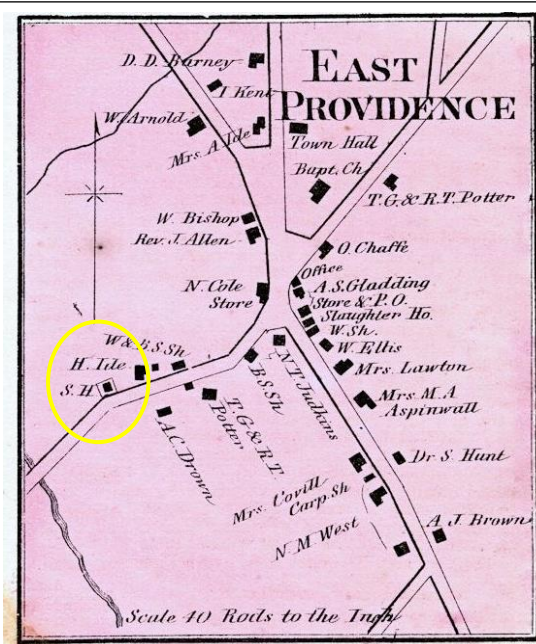 EAST
PROVIDENCE
D. D. Barney
I Kent
W. Arnold
Mrs. A. Ide
Town Hall
Bapt. Ch
T. G. & R. T. Potter
W. Bishop
Rev. J. Allen
O. Chaffe
Office
N. Cole
Store
A. S. Gladding
Store & P. O.
Slaughter Ho.
W. Sh.
W. Ellis
W & B. S. Sh
H. Ide
S. H
B. S. Sh
N. T. Judkins
Mrs. Lawton
Mrs. M. A
Aspinwall
T. G. & R. T.
Potter
A. C. Drown
Dr S. Hunt
Mrs. Covill
Carp. Sh
N. M West
A. J. Brown
Scale 40 Rods to the Inch